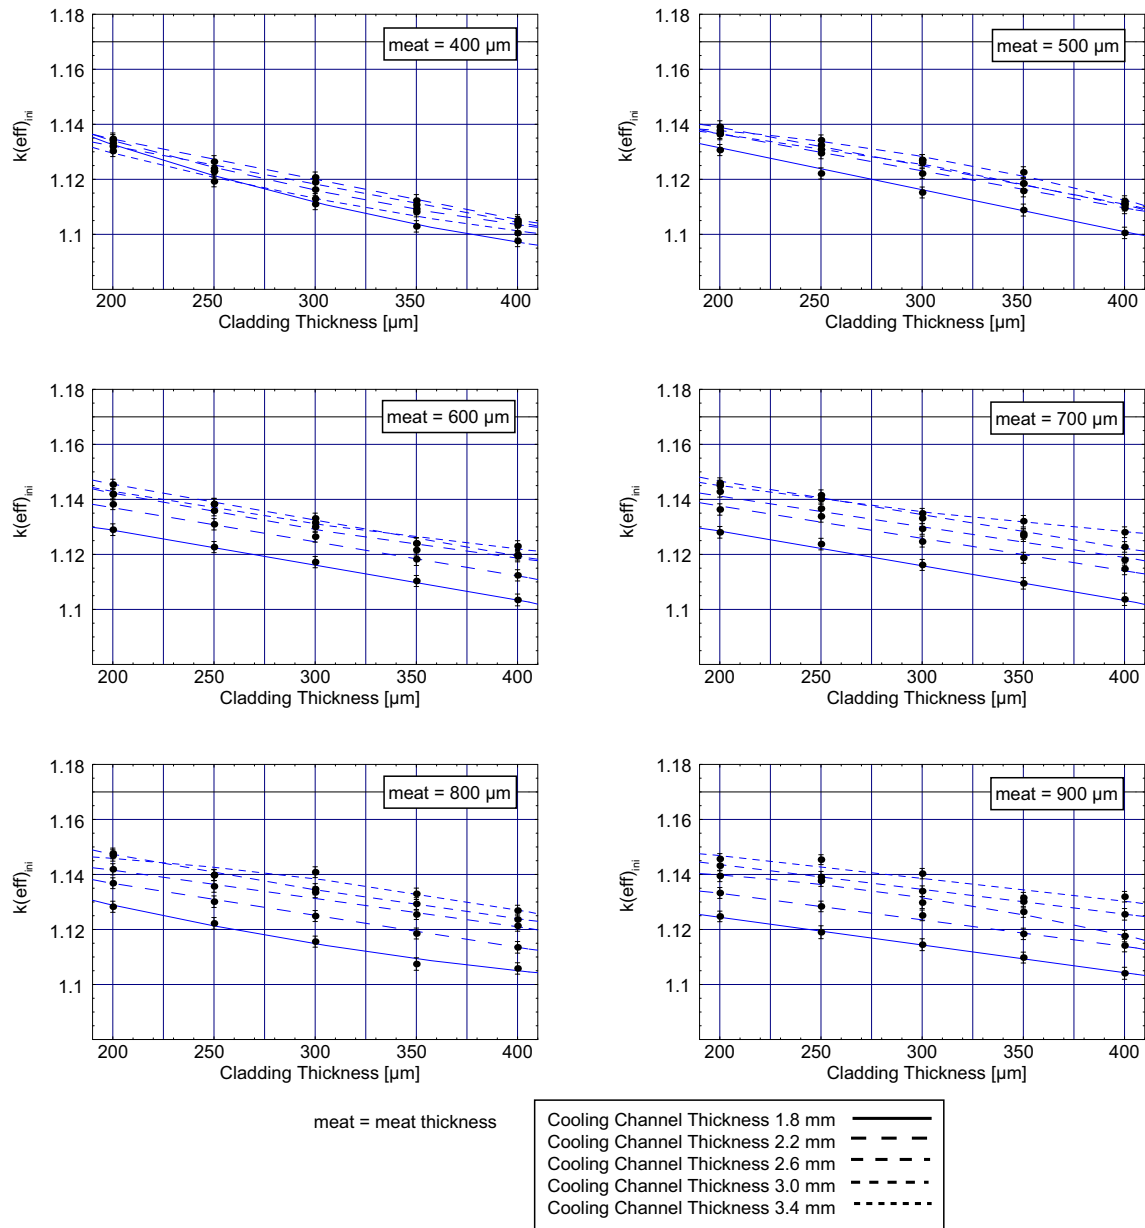 1.18
1.16
1.14
1.12
1.1
k(eff)ini
meat = 400 µm
200 250 300 350 400
Cladding Thickness [µm]
1.18
1.16
1.14
1.12
1.1
k(eff)ini
meat = 500 µm
200 250 300 350 400
Cladding Thickness [µm]
1.18
1.16
1.14
1.12
1.1
k(eff)ini
meat = 600 µm
200 250 300 350 400
Cladding Thickness [µm]
1.18
1.16
1.14
1.12
1.1
k(eff)ini
meat = 700 µm
200 250 300 350 400
Cladding Thickness [µm]
1.18
1.16
1.14
1.12
1.1
k(eff)ini
meat = 800 µm
200 250 300 350 400
Cladding Thickness [µm]
1.18
1.16
1.14
1.12
1.1
k(eff)ini
meat = 900 µm
200 250 300 350 400
Cladding Thickness [µm]
meat = meat thickness
Cooling Channel Thickness 1.8 mm
Cooling Channel Thickness 2.2 mm
Cooling Channel Thickness 2.6 mm
Cooling Channel Thickness 3.0 mm
Cooling Channel Thickness 3.4 mm